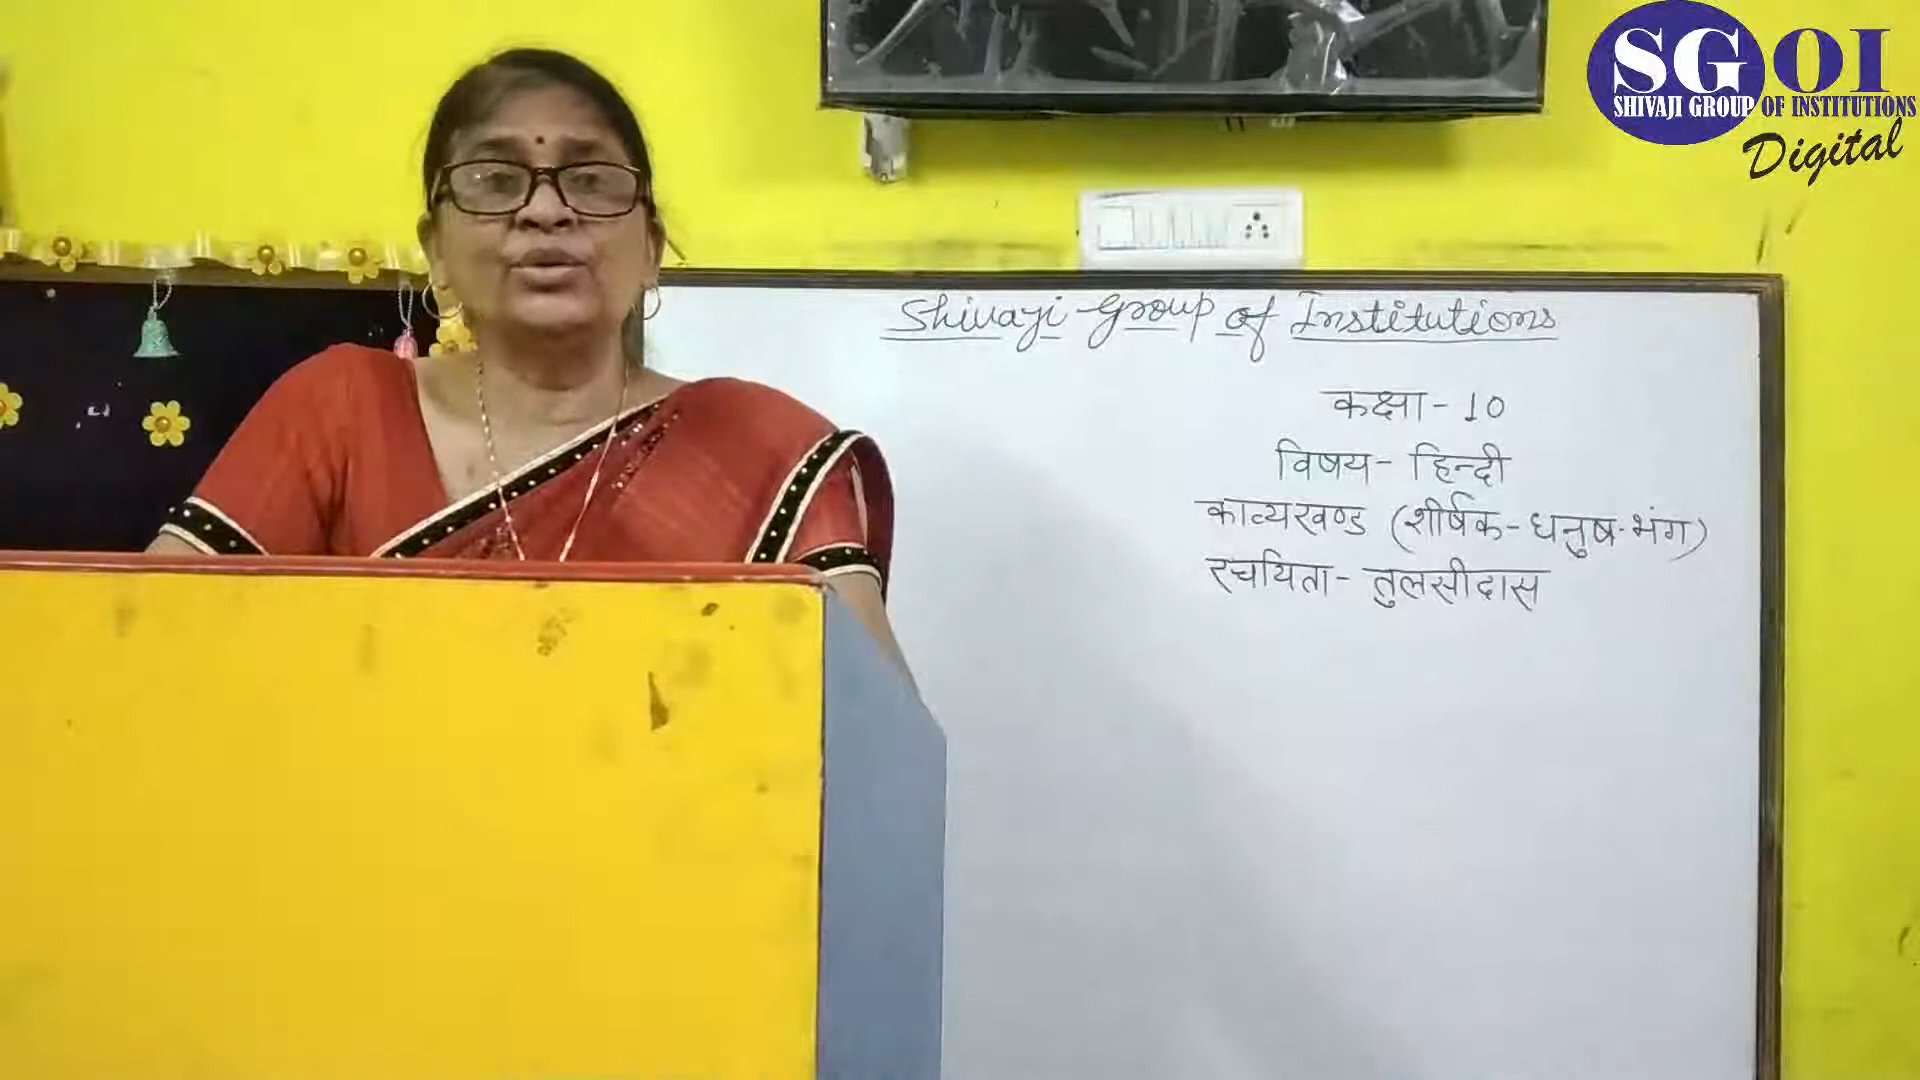 SGOI
SHIVAJI GROUP OF INSTITUTIONS
Digital
Shivaji Group of Institutions
कक्षा - 10
विषय - हिन्दी
काव्यखण्ड (शीर्षक - धनुष-भंग)
रचयिता - तुलसीदास